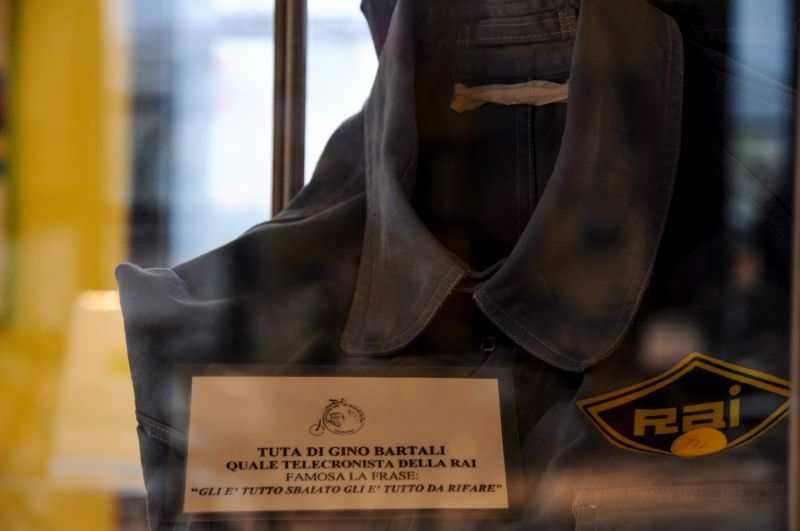 TUTA DI GINO BARTALI
QUALE TELECRONISTA DELLA RAI
FAMOSA LA FRASE:
“GLI E’ TUTTO SBAIATO GLI E’ TUTTO DA RIFARE”
Rai